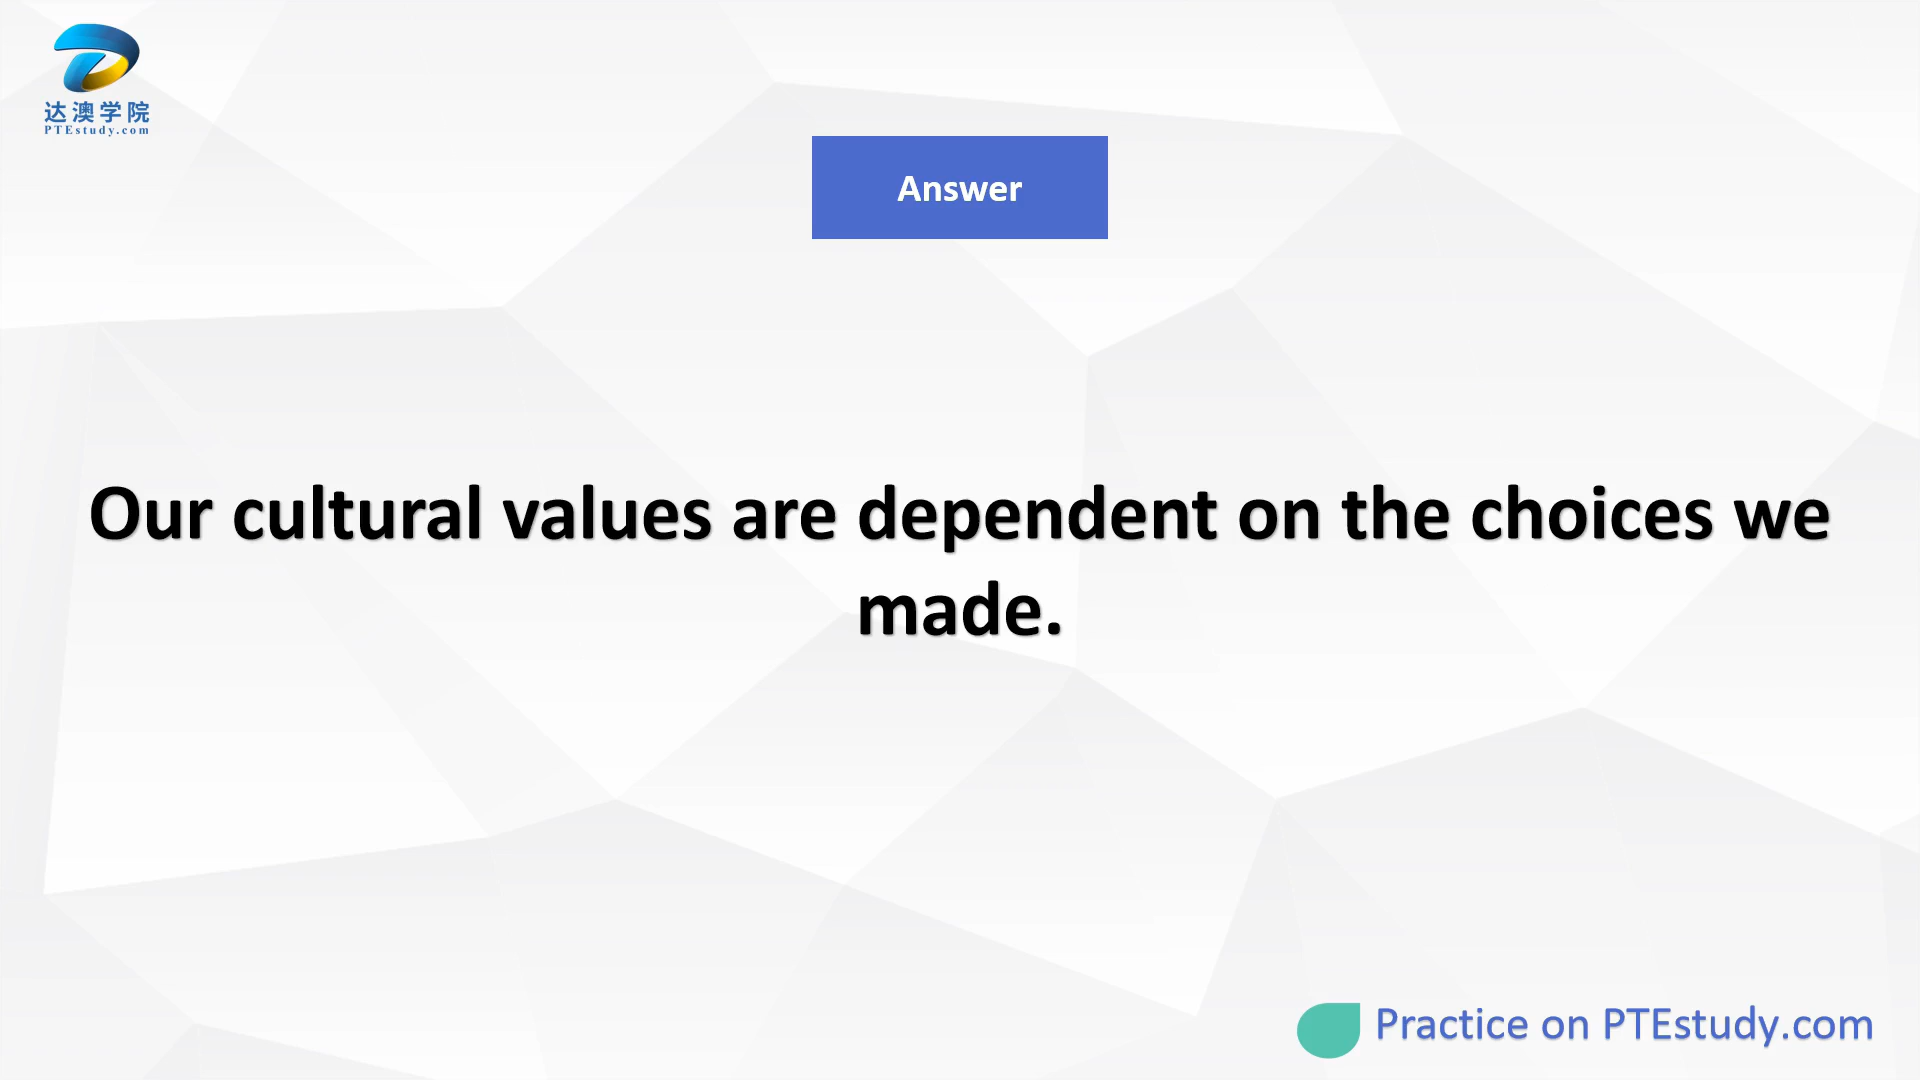 达澳学院
PTEstudy.com
Answer
Our cultural values are dependent on the choices we
made.
Practice on PTEstudy.com